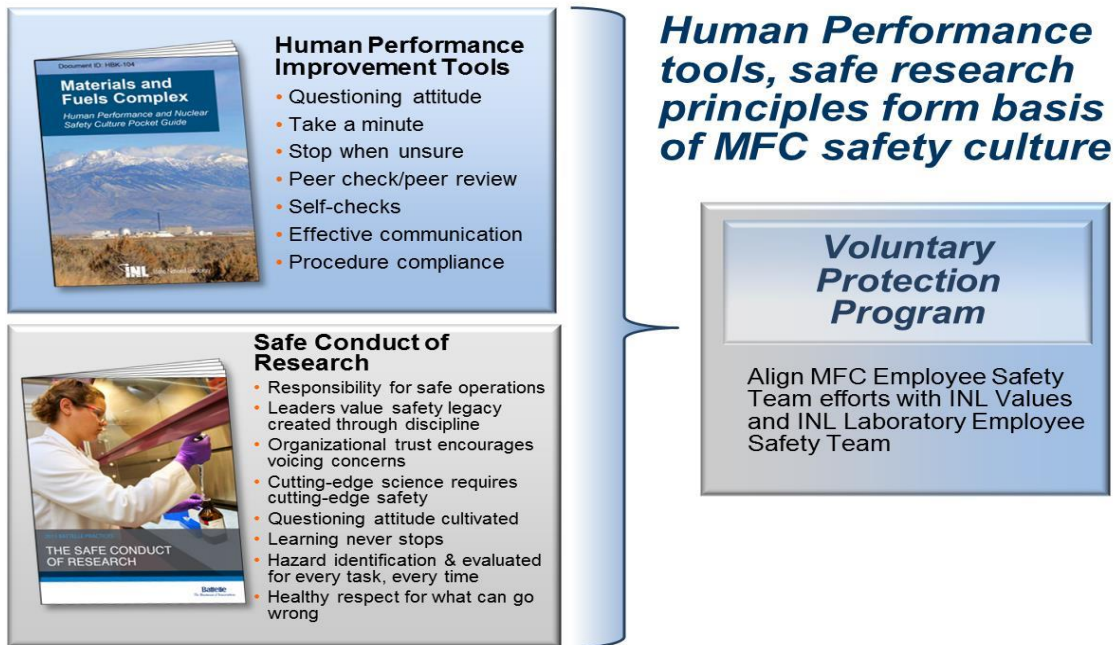 Document ID: HBK-104
Materials and
Fuels Complex
Human Performance and Nuclear
Safety Culture Pocket Guide
INL Idaho National Laboratory
Human Performance
Improvement Tools
• Questioning attitude
• Take a minute
• Stop when unsure
• Peer check/peer review
• Self-checks
• Effective communication
• Procedure compliance
THE SAFE CONDUCT
OF RESEARCH
Battelle
Safe Conduct of
Research
• Responsibility for safe operations
• Leaders value safety legacy
created through discipline
• Organizational trust encourages
voicing concerns
• Cutting-edge science requires
cutting-edge safety
• Questioning attitude cultivated
• Learning never stops
• Hazard identification & evaluated
for every task, every time
• Healthy respect for what can go
wrong
Human Performance
tools, safe research
principles form basis
of MFC safety culture
Voluntary
Protection
Program
Align MFC Employee Safety
Team efforts with INL Values
and INL Laboratory Employee
Safety Team